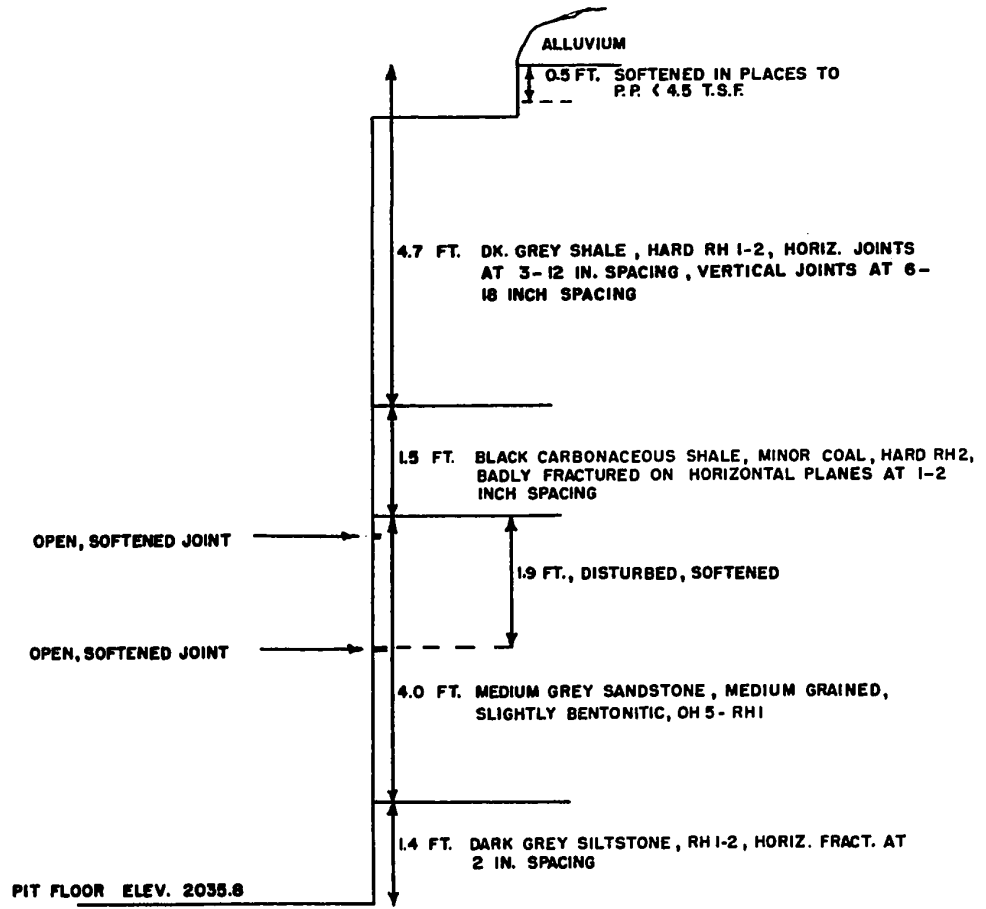 ALLUVIUM
0.5 FT. SOFTENED IN PLACES TO
P.P. < 4.5 T.S.F.
4.7 FT. DK. GREY SHALE, HARD RH 1-2, HORIZ. JOINTS
AT 3-12 IN. SPACING, VERTICAL JOINTS AT 6-
18 INCH SPACING
1.5 FT. BLACK CARBONACEOUS SHALE, MINOR COAL, HARD RH2,
BADLY FRACTURED ON HORIZONTAL PLANES AT 1-2
INCH SPACING
OPEN, SOFTENED JOINT
1.9 FT., DISTURBED, SOFTENED
OPEN, SOFTENED JOINT
4.0 FT. MEDIUM GREY SANDSTONE, MEDIUM GRAINED,
SLIGHTLY BENTONITIC, OH 5-RH1
1.4 FT. DARK GREY SILTSTONE, RH 1-2, HORIZ. FRACT. AT
2 IN. SPACING
PIT FLOOR ELEV. 2035.8